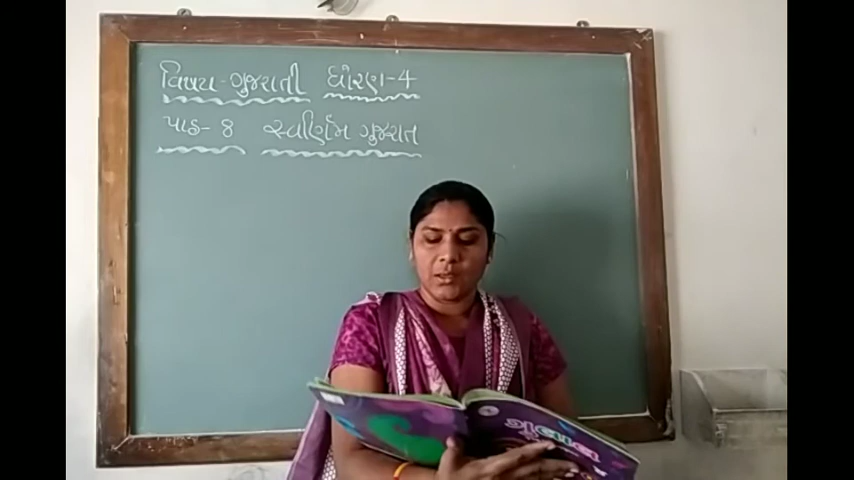 વિષય - ગુજરાતી ધોરણ - 4
પાઠ - 8 સ્વર્ણિમ ગુજરાત